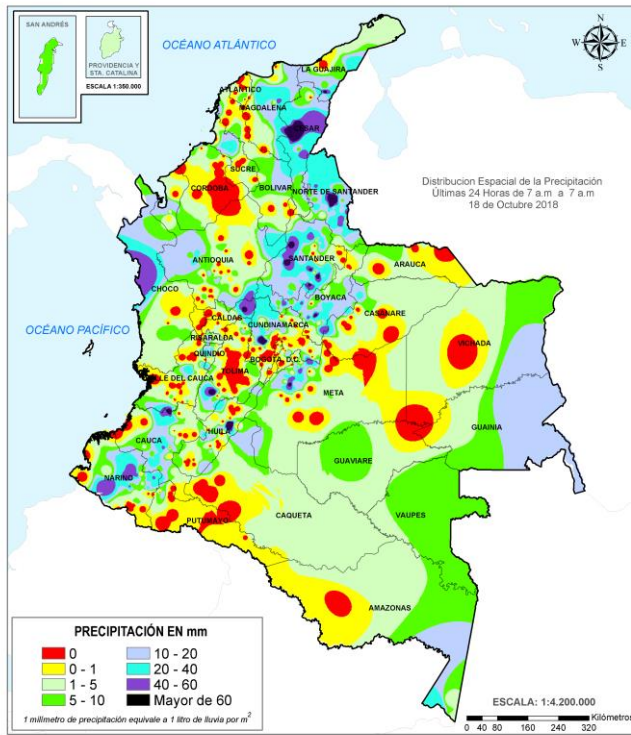 SAN ANDRÉS
PROVIDENCIA Y
STA. CATALINA
ESCALA 1:350.000
OCÉANO ATLÁNTICO
N
W E
S
LA GUAJIRA
ATLANTICO
MAGDALENA
CESAR
SUCRE
CORDOBA
BOLIVAR
NORTE DE SANTANDER
Distribucion Espacial de la Precipitación
Últimas 24 Horas de 7 a.m a 7 a.m
18 de Octubre 2018
ANTIOQUIA
SANTANDER
ARAUCA
CHOCO
BOYACA
CALDAS
CASANARE
OCÉANO PACÍFICO
CUNDINAMARCA
RISARALDA
VICHADA
QUINDIO
BOGOTA, D.C.
TOLIMA
VALLE DEL CAUCA
META
HUILA
GUAINIA
CAUCA
GUAVIARE
NARIÑO
VAUPES
CAQUETA
PUTUMAYO
AMAZONAS
PRECIPITACIÓN EN mm
0 10 - 20
0 - 1 20 - 40
1 - 5 40 - 60
5 - 10 Mayor de 60
1 milímetro de precipitación equivale a 1 litro de lluvia por m²
ESCALA: 1:4.200.000
Kilómetros
0 40 80 160 240 320